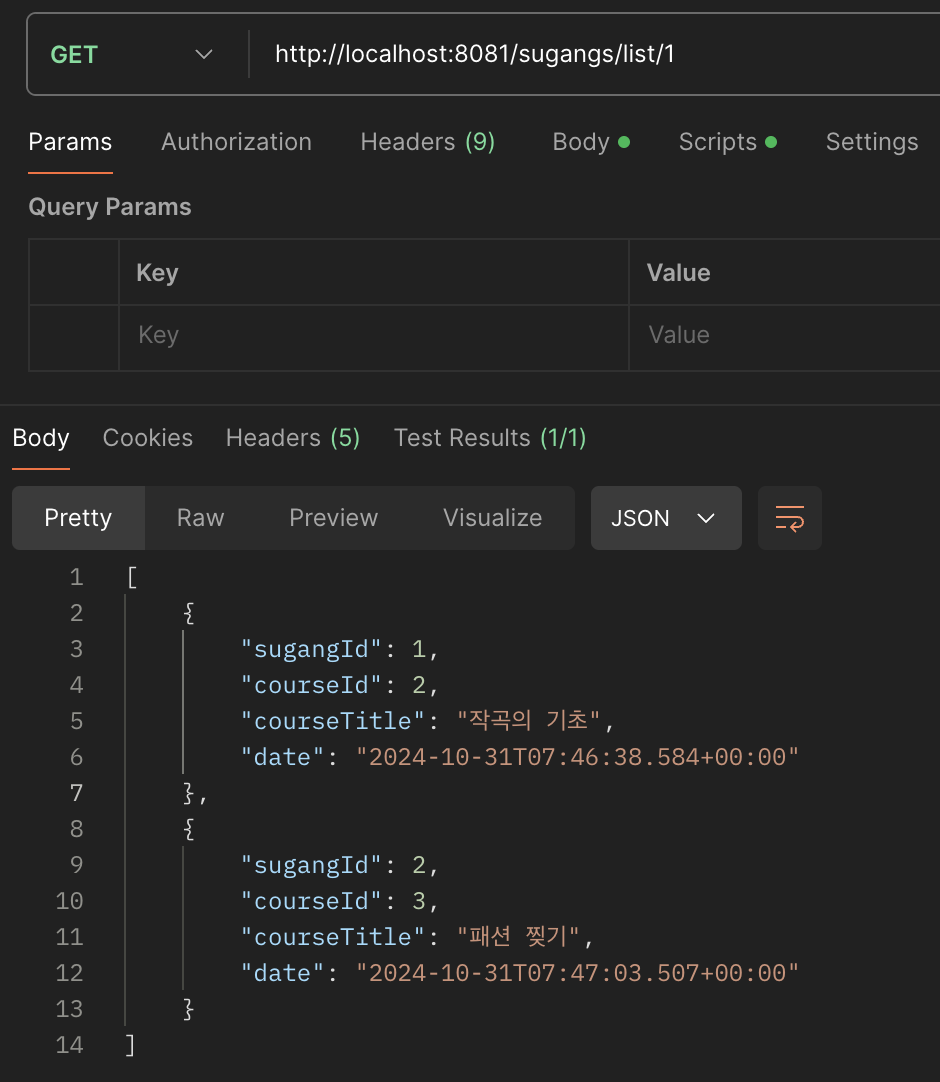 GET http://localhost:8081/sugangs/list/1
Params Authorization Headers (9) Body Scripts Settings
Query Params
Key Value
Key Value
Body Cookies Headers (5) Test Results (1/1)
Pretty Raw Preview Visualize JSON
1 [
2 {
3 "sugangId": 1,
4 "courseId": 2,
5 "courseTitle": "작곡의 기초",
6 "date": "2024-10-31T07:46:38.584+00:00"
7 },
8 {
9 "sugangId": 2,
10 "courseId": 3,
11 "courseTitle": "패션 찢기",
12 "date": "2024-10-31T07:47:03.507+00:00"
13 }
14 ]